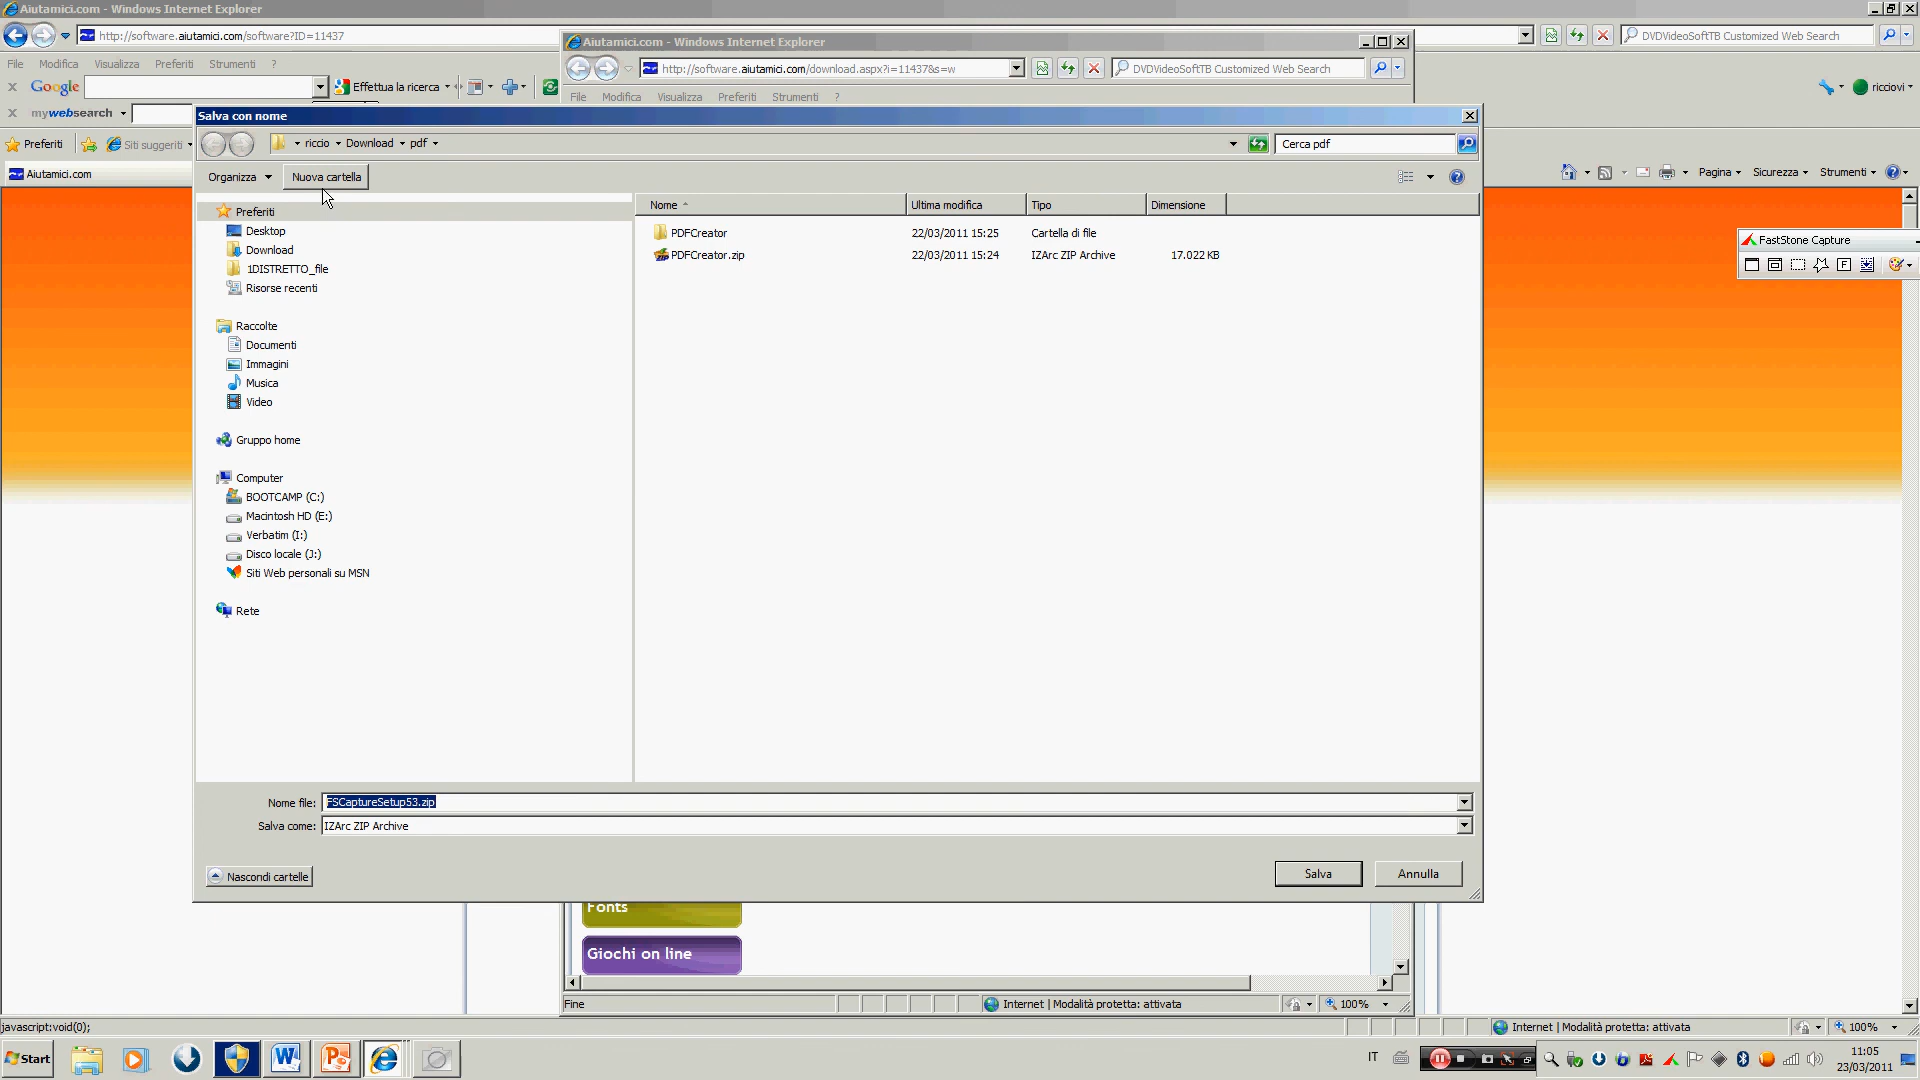 Aiutamici.com - Windows Internet Explorer
http://software.aiutamici.com/software?ID=11437
DVDVideoSoftTB Customized Web Search
Aiutamici.com - Windows Internet Explorer
http://software.aiutamici.com/download.aspx?i=11437&s=w
DVDVideoSoftTB Customized Web Search
File Modifica Visualizza Preferiti Strumenti ?
File Modifica Visualizza Preferiti Strumenti ?
x Google Effettua la ricerca
ricciovi
x mywebsearch
Preferiti Siti suggeriti
Aiutamici.com
Pagina Sicurezza Strumenti
Salva con nome
riccio Download pdf
Cerca pdf
Organizza Nuova cartella
Preferiti
Desktop
Download
1DISTRETTO_file
Risorse recenti
Raccolte
Documenti
Immagini
Musica
Video
Gruppo home
Computer
BOOTCAMP (C:)
Macintosh HD (E:)
Verbatim (I:)
Disco locale (J:)
Siti Web personali su MSN
Rete
Nome Ultima modifica Tipo Dimensione
PDFCreator 22/03/2011 15:25 Cartella di file
PDFCreator.zip 22/03/2011 15:24 IZArc ZIP Archive 17.022 KB
FastStone Capture
Nome file: FSCaptureSetup53.zip
Salva come: IZArc ZIP Archive
Nascondi cartelle
Salva Annulla
Fonts
Giochi on line
Fine Internet | Modalità protetta: attivata 100%
javascript:void(0); Internet | Modalità protetta: attivata 100%
Start
IT
11:05
23/03/2011